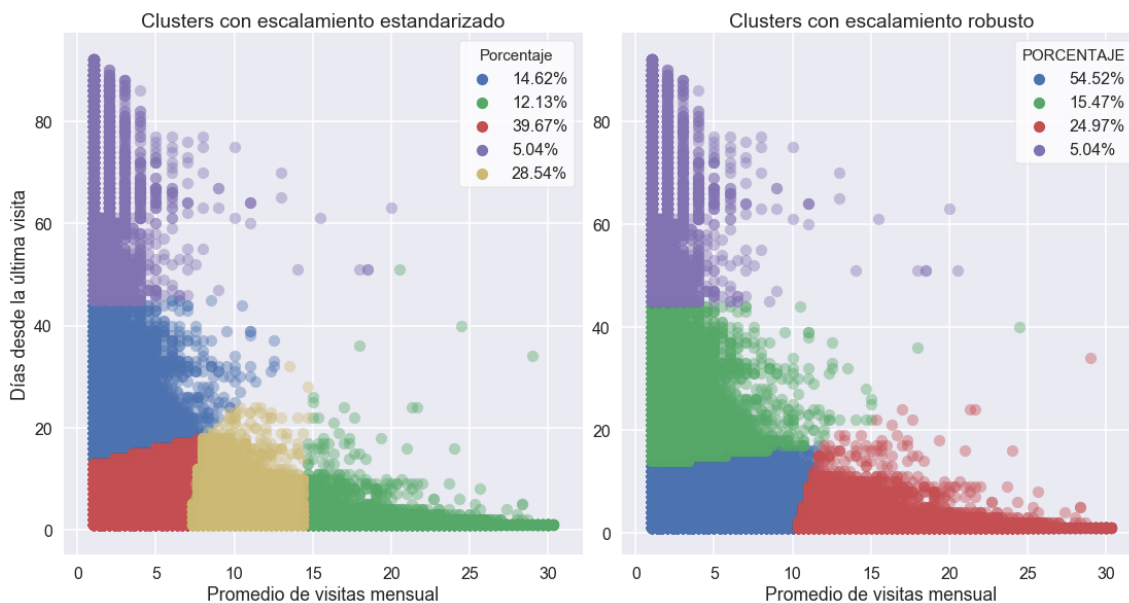 Clusters con escalamiento estandarizado
Porcentaje
14.62%
12.13%
39.67%
5.04%
28.54%
Días desde la última visita
80
60
40
20
0
0 5 10 15 20 25 30
Promedio de visitas mensual
Clusters con escalamiento robusto
PORCENTAJE
54.52%
15.47%
24.97%
5.04%
80
60
40
20
0
0 5 10 15 20 25 30
Promedio de visitas mensual